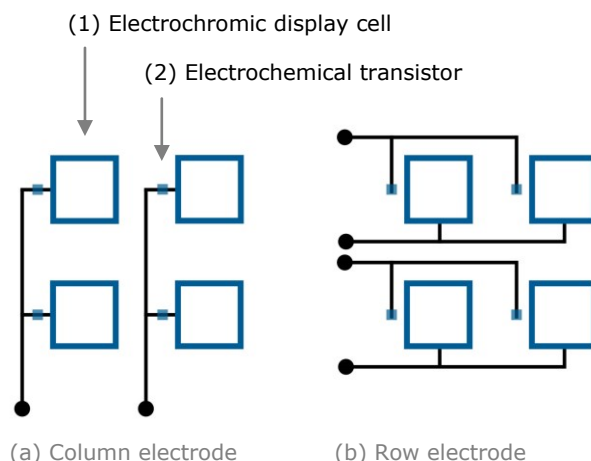 (1) Electrochromic display cell
(2) Electrochemical transistor
(a) Column electrode
(b) Row electrode